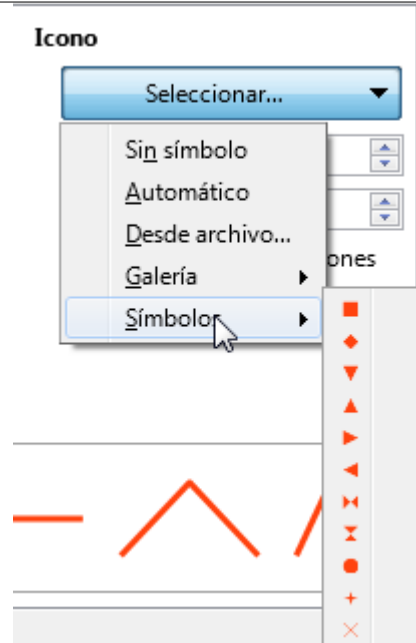 Icono
Seleccionar...
Sin símbolo
Automático
Desde archivo...
ones
Galería
Símbolos